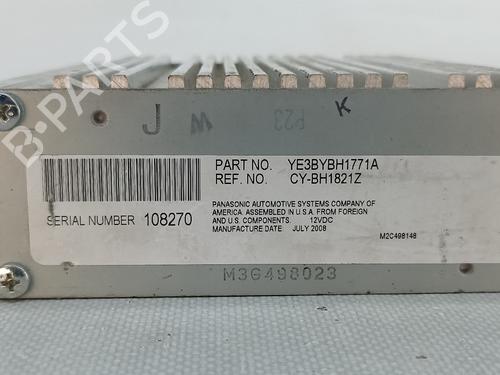 J M P23 K
PART NO. YE3BYBH1771A
REF. NO. CY-BH1821Z
SERIAL NUMBER 108270
PANASONIC AUTOMOTIVE SYSTEMS COMPANY OF
AMERICA. ASSEMBLED IN U.S.A. FROM FOREIGN
AND U.S. COMPONENTS. 12VDC
MANUFACTURE DATE JULY 2008
M2C498148
M3G498023
B-PARTS